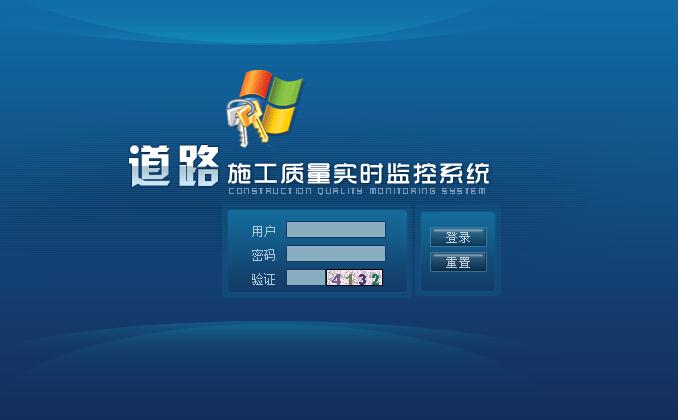 道路 施工质量实时监控系统
CONSTRUCTION QUALITY MONITORING SYSTEM
用户
登录
密码
重置
验证 4132